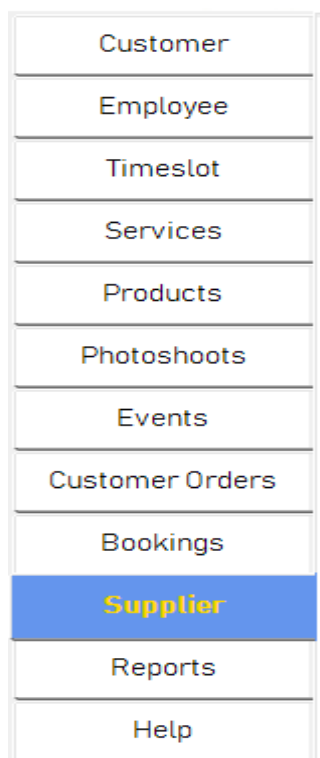 Customer
Employee
Timeslot
Services
Products
Photoshoots
Events
Customer Orders
Bookings
Supplier
Reports
Help